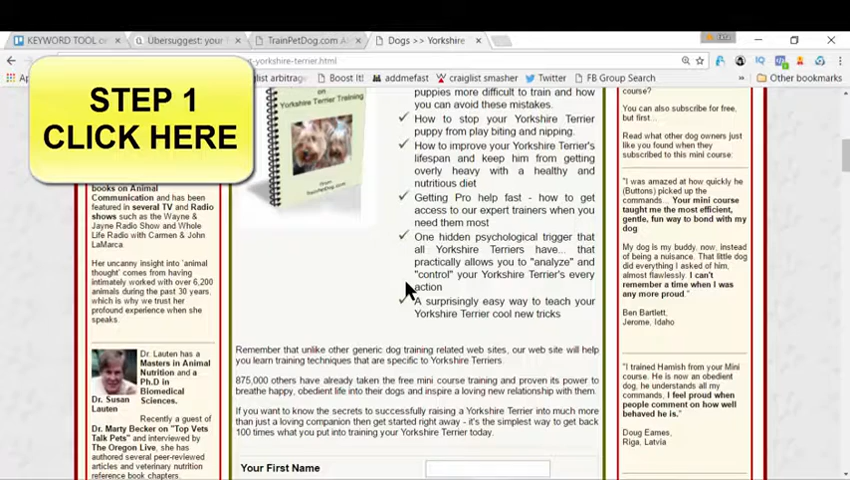 KEYWORD TOOL or
Übersuggest: your f
TrainPetDog.com Af
Dogs >> Yorkshire
-yorkshire-terrier.html
Ap
glist arbitrage
Boost It!
addmefast
craiglist smasher
Twitter
FB Group Search
Other bookmarks
STEP 1
CLICK HERE
books on Animal
Communication and has been
featured in several TV and Radio
shows such as the Wayne &
Jayne Radio Show and Whole
Life Radio with Carmen & John
LaMarca.
Her uncanny insight into 'animal
thought' comes from having
intimately worked with over 6,200
animals during the past 30 years,
which is why we trust her
profound experience when she
speaks.
Dr. Susan
Lauten
Dr. Lauten has a
Masters in Animal
Nutrition and a
Ph.D in
Biomedical
Sciences.
Recently a guest of
Dr. Marty Becker on "Top Vets
Talk Pets" and interviewed by
The Oregon Live, she has
authored several peer-reviewed
articles and veterinary nutrition
reference book chapters.
on
Yorkshire Terrier Training
From
TrainPetDog.com
puppies more difficult to train and how
you can avoid these mistakes.
How to stop your Yorkshire Terrier
puppy from play biting and nipping.
How to improve your Yorkshire Terrier's
lifespan and keep him from getting
overly heavy with a healthy and
nutritious diet
Getting Pro help fast - how to get
access to our expert trainers when you
need them most
One hidden psychological trigger that
all Yorkshire Terriers have... that
practically allows you to "analyze" and
"control" your Yorkshire Terrier's every
action
A surprisingly easy way to teach your
Yorkshire Terrier cool new tricks
Remember that unlike other generic dog training related web sites, our web site will help
you learn training techniques that are specific to Yorkshire Terriers.
875,000 others have already taken the free mini course training and proven its power to
breathe happy, obedient life into their dogs and inspire a loving new relationship with them.
If you want to know the secrets to successfully raising a Yorkshire Terrier into much more
than just a loving companion then get started right away - it's the simplest way to get back
100 times what you put into training your Yorkshire Terrier today.
Your First Name
course?
You can also subscribe for free,
but first...
Read what other dog owners just
like you found when they
subscribed to this mini course:
"I was amazed at how quickly he
(Buttons) picked up the
commands... Your mini course
taught me the most efficient,
gentle, fun way to bond with my
dog
My dog is my buddy, now, instead
of being a nuisance. That little dog
did everything I asked of him,
almost flawlessly. I can't
remember a time when I was
any more proud."
Ben Bartlett,
Jerome, Idaho
"I trained Hamish from your Mini
course. He is now an obedient
dog, he understands all my
commands, I feel proud when
people comment on how well
behaved he is."
Doug Eames,
Riga, Latvia